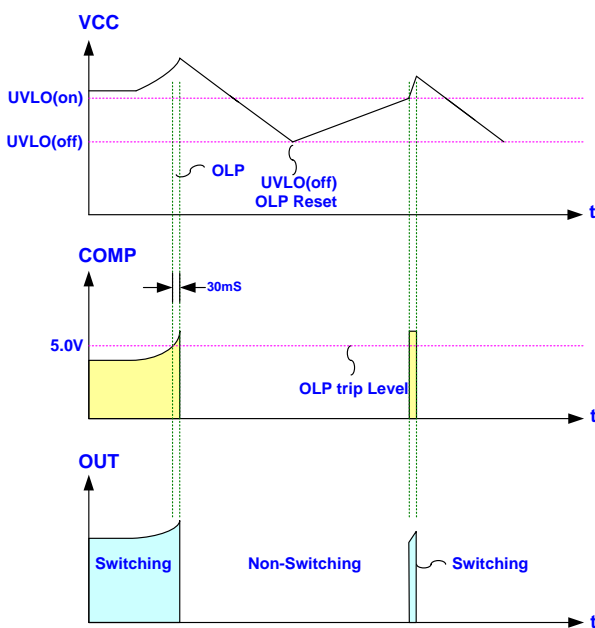 VCC
UVLO(on)
UVLO(off)
OLP
UVLO(off)
OLP Reset
t
COMP
30mS
5.0V
OLP trip Level
t
OUT
Switching
Non-Switching
Switching
t